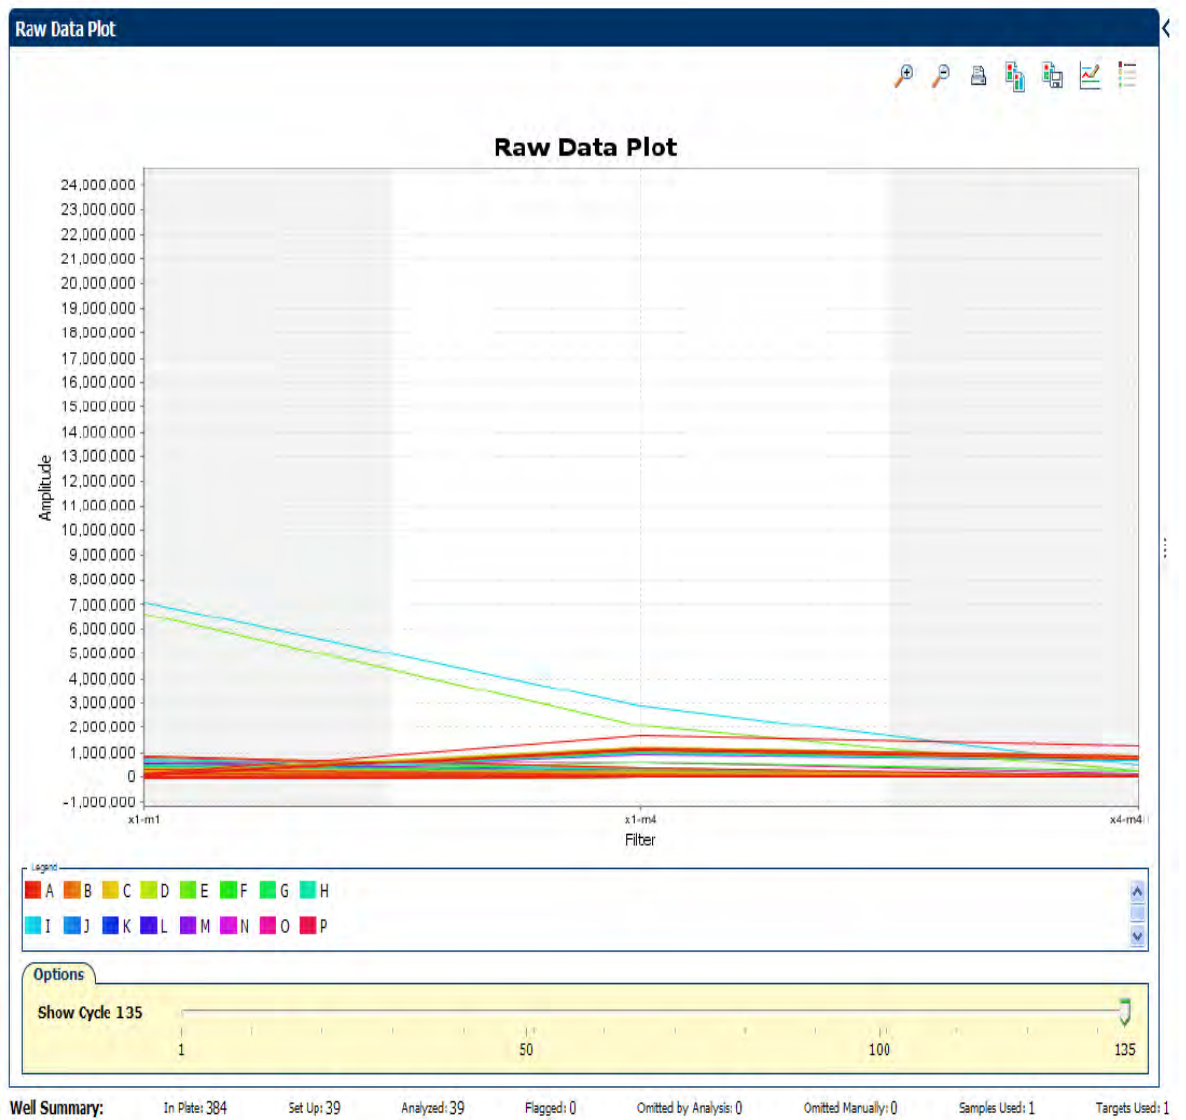 Raw Data Plot
Raw Data Plot
24,000.000
23,000.000
22,000.000
21,000.000
20,000.000
19,000.000
18,000.000
17,000.000
16,000.000
15,000.000
14,000.000
13,000.000
12,000.000
11,000.000
10,000.000
9,000.000
8,000.000
7,000.000
6,000.000
5,000.000
4,000.000
3,000.000
2,000.000
1,000.000
0
-1,000.000
Amplitude
x1-m1 x1-m4 x4-m4
Filter
Legend
A B C D E F G H
I J K L M N O P
Options
Show Cycle 135
1 50 100 135
Well Summary: In Plate: 384 Set Up: 39 Analyzed: 39 Flagged: 0 Omitted by Analysis: 0 Omitted Manually: 0 Samples Used: 1 Targets Used: 1